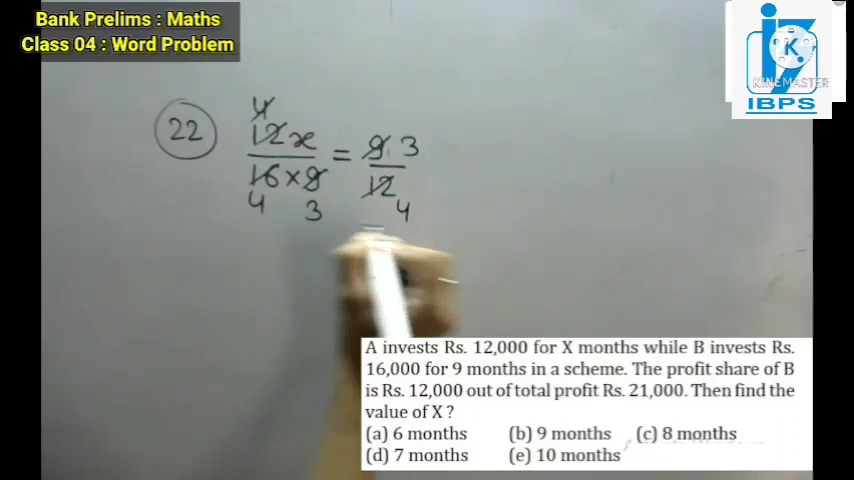 Bank Prelims : Maths
Class 04 : Word Problem
K
KINEMASTER
IBPS
22
4
12x = 9 3
16 × 9 12
4 3 4
A invests Rs. 12,000 for X months while B invests Rs.
16,000 for 9 months in a scheme. The profit share of B
is Rs. 12,000 out of total profit Rs. 21,000. Then find the
value of X ?
(a) 6 months (b) 9 months (c) 8 months
(d) 7 months (e) 10 months